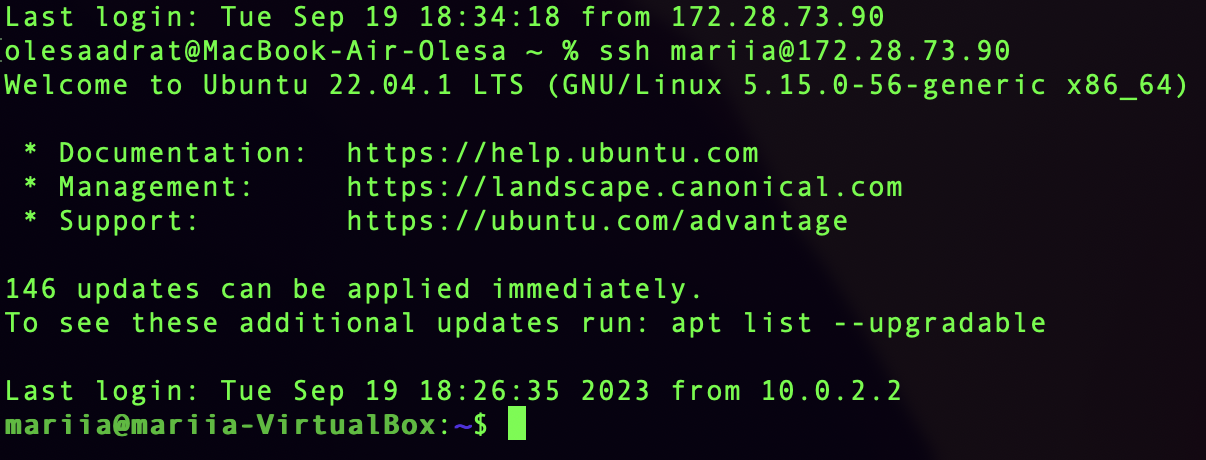 Last login: Tue Sep 19 18:34:18 from 172.28.73.90
olesaadrat@MacBook-Air-Olesa ~ % ssh mariia@172.28.73.90
Welcome to Ubuntu 22.04.1 LTS (GNU/Linux 5.15.0-56-generic x86_64)

 * Documentation:  https://help.ubuntu.com
 * Management:     https://landscape.canonical.com
 * Support:        https://ubuntu.com/advantage

146 updates can be applied immediately.
To see these additional updates run: apt list --upgradable

Last login: Tue Sep 19 18:26:35 2023 from 10.0.2.2
mariia@mariia-VirtualBox:~$